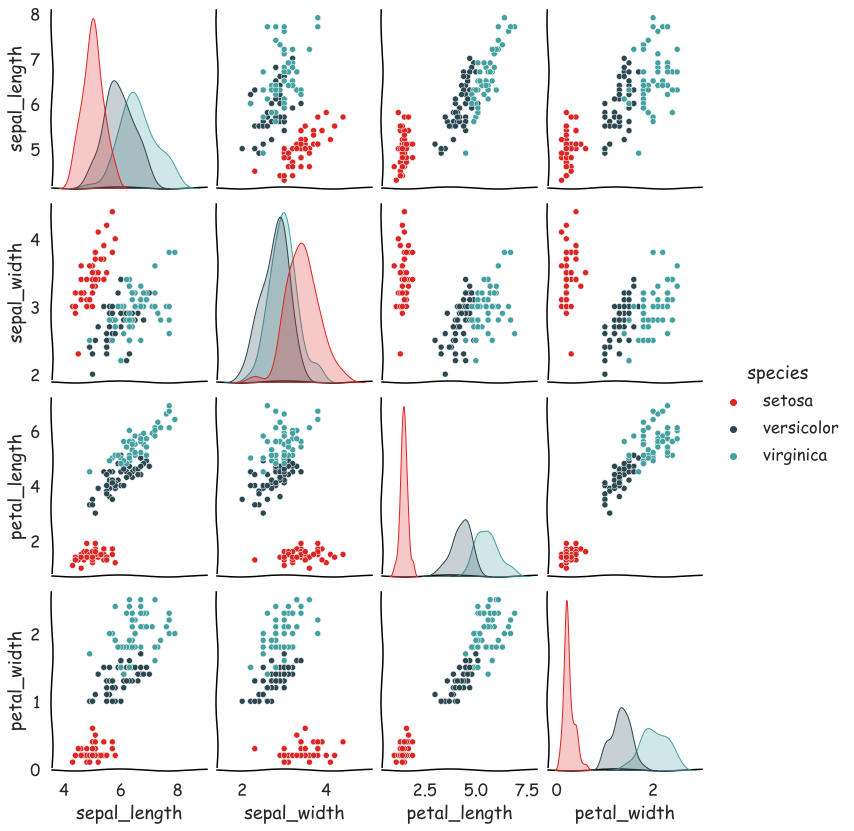 8
7
6
5
sepal_length
4
3
2
sepal_width
6
4
2
petal_length
2
1
0
petal_width
4 6 8
2 4
2.5 5.0 7.5
0 2
sepal_length
sepal_width
petal_length
petal_width
species
setosa
versicolor
virginica